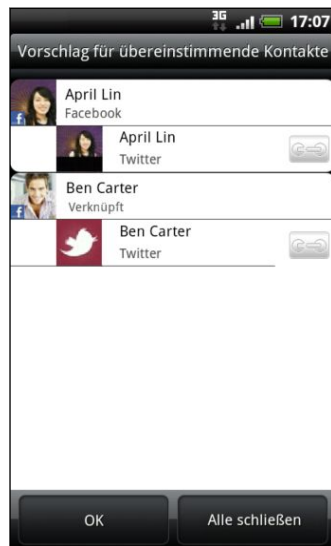 3G 17:07
Vorschlag für übereinstimmende Kontakte
April Lin
Facebook
April Lin
Twitter
Ben Carter
Verknüpft
Ben Carter
Twitter
OK Alle schließen